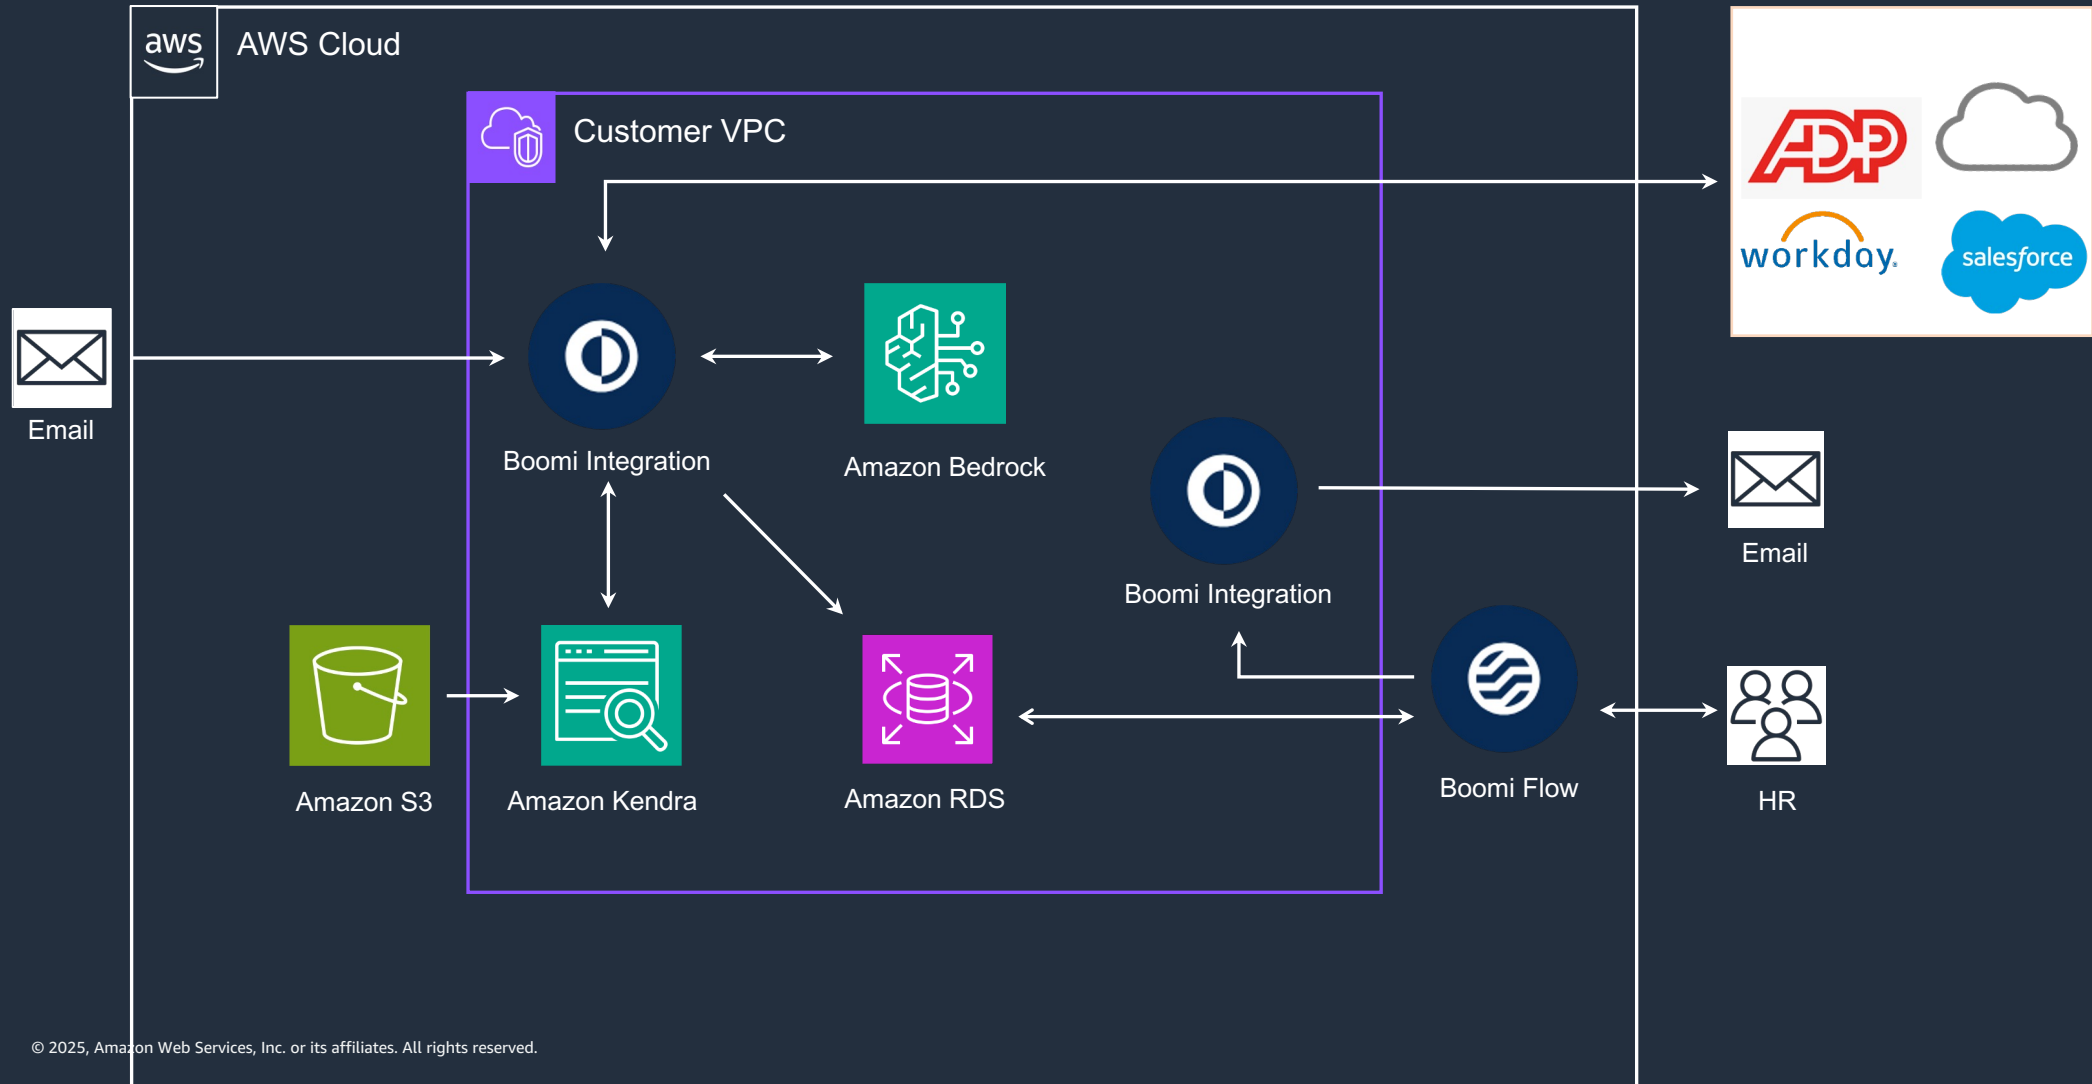 aws
AWS Cloud
Customer VPC
ADP
workday.
salesforce
Email
Boomi Integration
Amazon Bedrock
Boomi Integration
Email
Amazon S3
Amazon Kendra
Amazon RDS
Boomi Flow
HR
© 2025, Amazon Web Services, Inc. or its affiliates. All rights reserved.